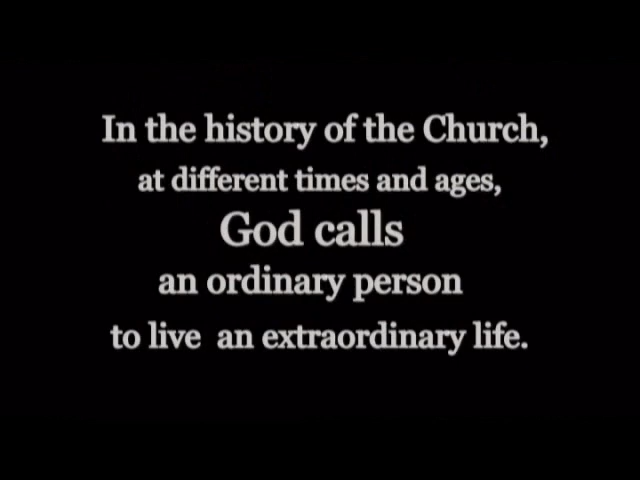 In the history of the Church,
at different times and ages,
God calls
an ordinary person
to live an extraordinary life.